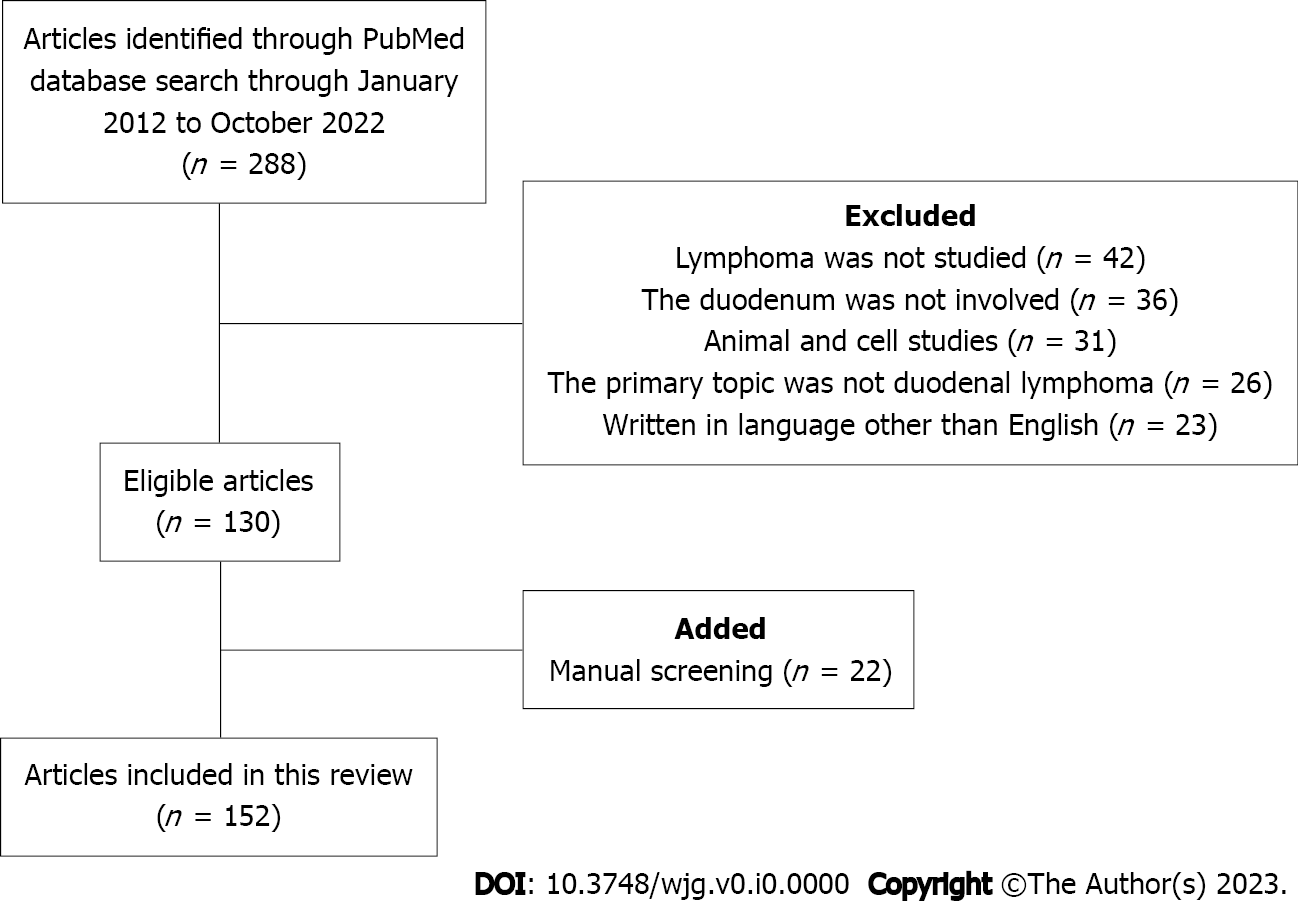 Articles identified through PubMed
database search through January
2012 to October 2022
(n = 288)
Excluded
Lymphoma was not studied (n = 42)
The duodenum was not involved (n = 36)
Animal and cell studies (n = 31)
The primary topic was not duodenal lymphoma (n = 26)
Written in language other than English (n = 23)
Eligible articles
(n = 130)
Added
Manual screening (n = 22)
Articles included in this review
(n = 152)
DOI: 10.3748/wjg.v0.i0.0000 Copyright ©The Author(s) 2023.